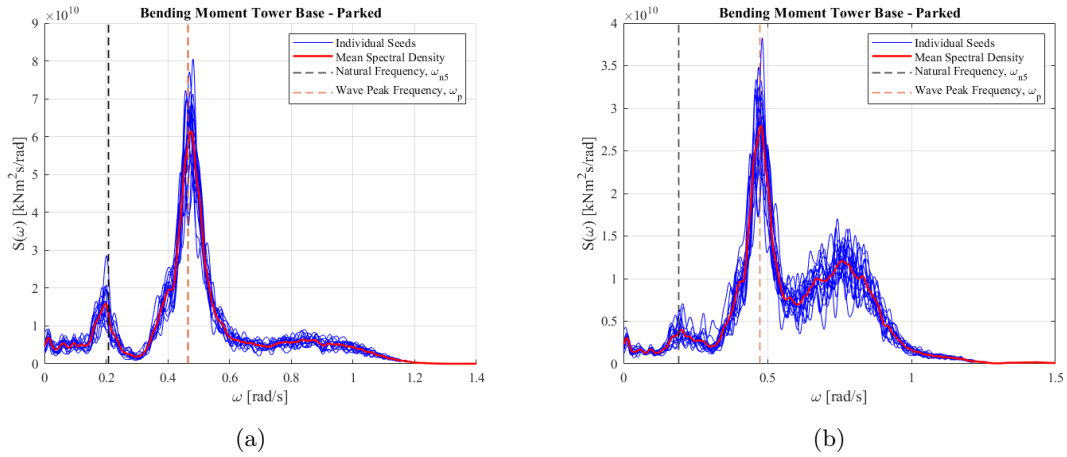 Bending Moment Tower Base - Parked
×10^10
S(ω) [kNm²s/rad]
9
8
7
6
5
4
3
2
1
0
0 0.2 0.4 0.6 0.8 1 1.2 1.4
ω [rad/s]
Individual Seeds
Mean Spectral Density
Natural Frequency, ω_n5
Wave Peak Frequency, ω_p
(a)
Bending Moment Tower Base - Parked
×10^10
S(ω) [kNm²s/rad]
4
3.5
3
2.5
2
1.5
1
0.5
0
0 0.5 1 1.5
ω [rad/s]
Individual Seeds
Mean Spectral Density
Natural Frequency, ω_n5
Wave Peak Frequency, ω_p
(b)